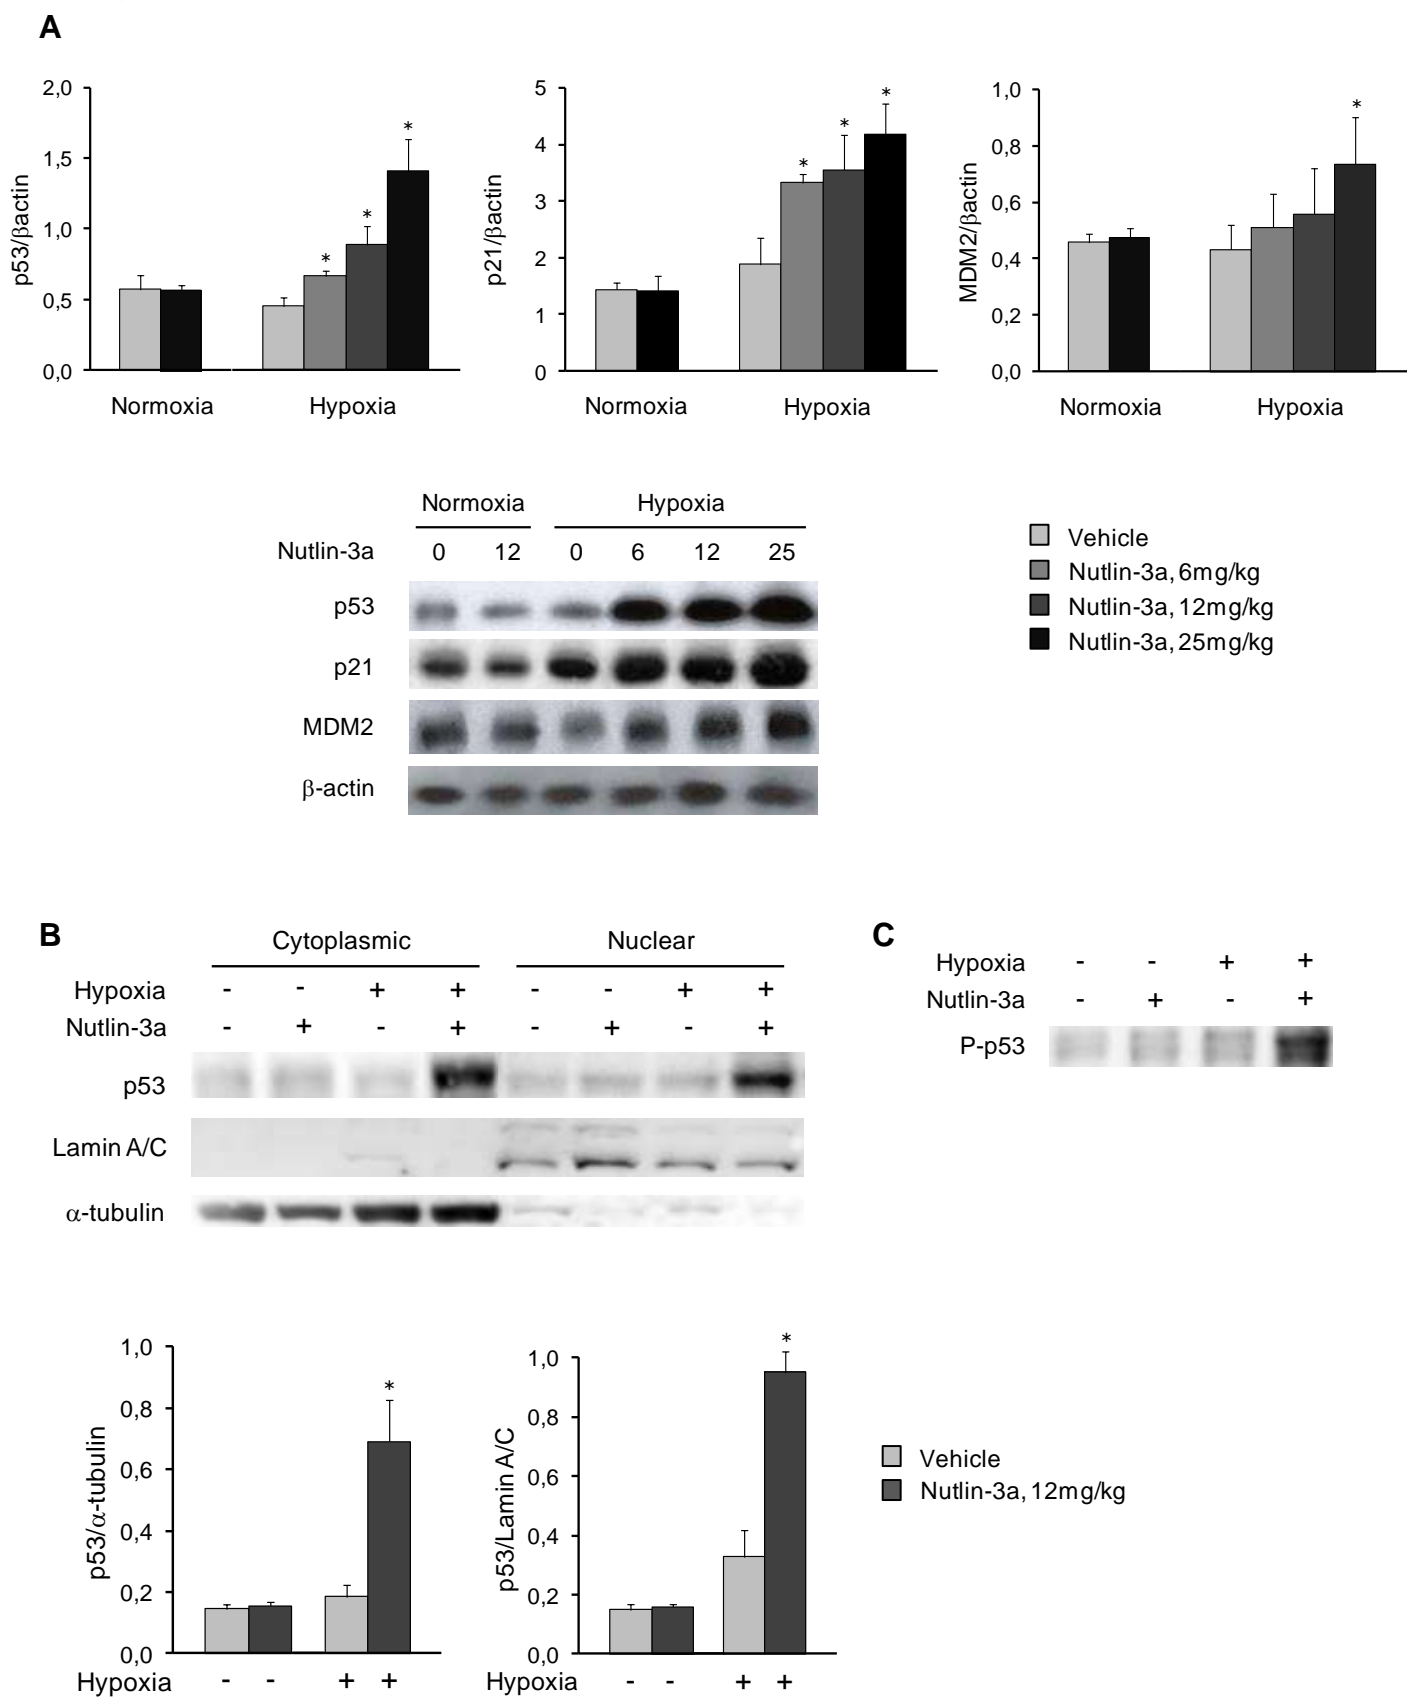 A
2,0
1,5
1,0
0,5
0,0
p53/βactin
* * *
Normoxia Hypoxia
5
4
3
2
1
0
p21/βactin
* * *
Normoxia Hypoxia
1,0
0,8
0,6
0,4
0,2
0,0
MDM2/βactin
*
Normoxia Hypoxia
Normoxia Hypoxia
Nutlin-3a 0 12 0 6 12 25
p53
p21
MDM2
β-actin
Vehicle
Nutlin-3a, 6mg/kg
Nutlin-3a, 12mg/kg
Nutlin-3a, 25mg/kg
B
Cytoplasmic Nuclear
Hypoxia - - + + - - + +
Nutlin-3a - + - + - + - +
p53
Lamin A/C
α-tubulin
C
Hypoxia - - + +
Nutlin-3a - + - +
P-p53
1,0
0,8
0,6
0,4
0,2
0,0
p53/α-tubulin
*
Hypoxia - - + +
1,0
0,8
0,6
0,4
0,2
0,0
p53/Lamin A/C
*
Hypoxia - - + +
Vehicle
Nutlin-3a, 12mg/kg